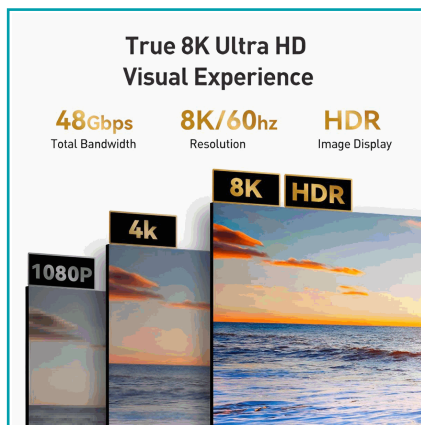 True 8K Ultra HD
Visual Experience
48Gbps 8K/60hz HDR
Total Bandwidth Resolution Image Display
8K HDR
4k
1080P